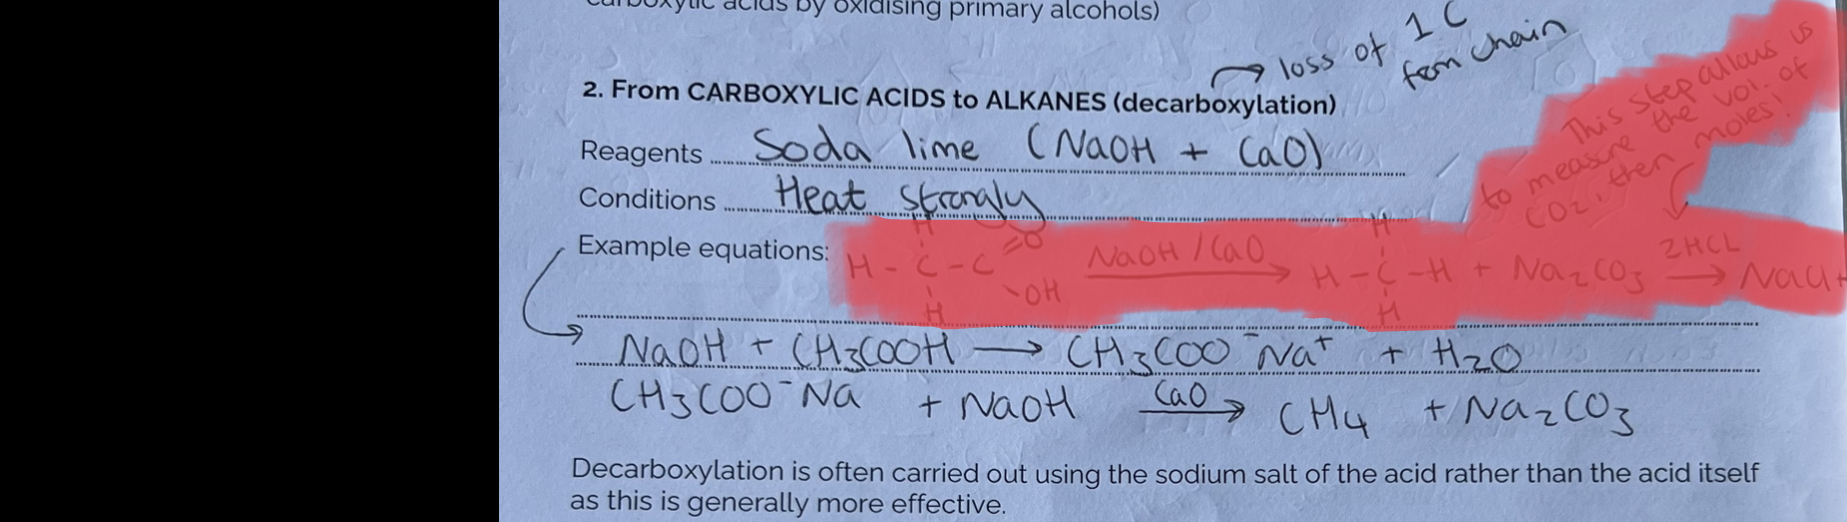 carboxylic acids by oxidising primary alcohols)
→ loss of 1 C
from chain
2. From CARBOXYLIC ACIDS to ALKANES (decarboxylation)
This step allows us
to measure the vol. of
CO2, then moles!
Reagents Soda lime (NaOH + CaO)
Conditions Heat strongly
Example equations:
H H
H - C - C =O NaOH / CaO → H - C - H + Na2CO3 2HCL → NaCl +
\OH
H H
NaOH + CH3COOH → CH3COO⁻Na⁺ + H2O
CH3COO⁻Na + NaOH CaO → CH4 + Na2CO3
Decarboxylation is often carried out using the sodium salt of the acid rather than the acid itself
as this is generally more effective.